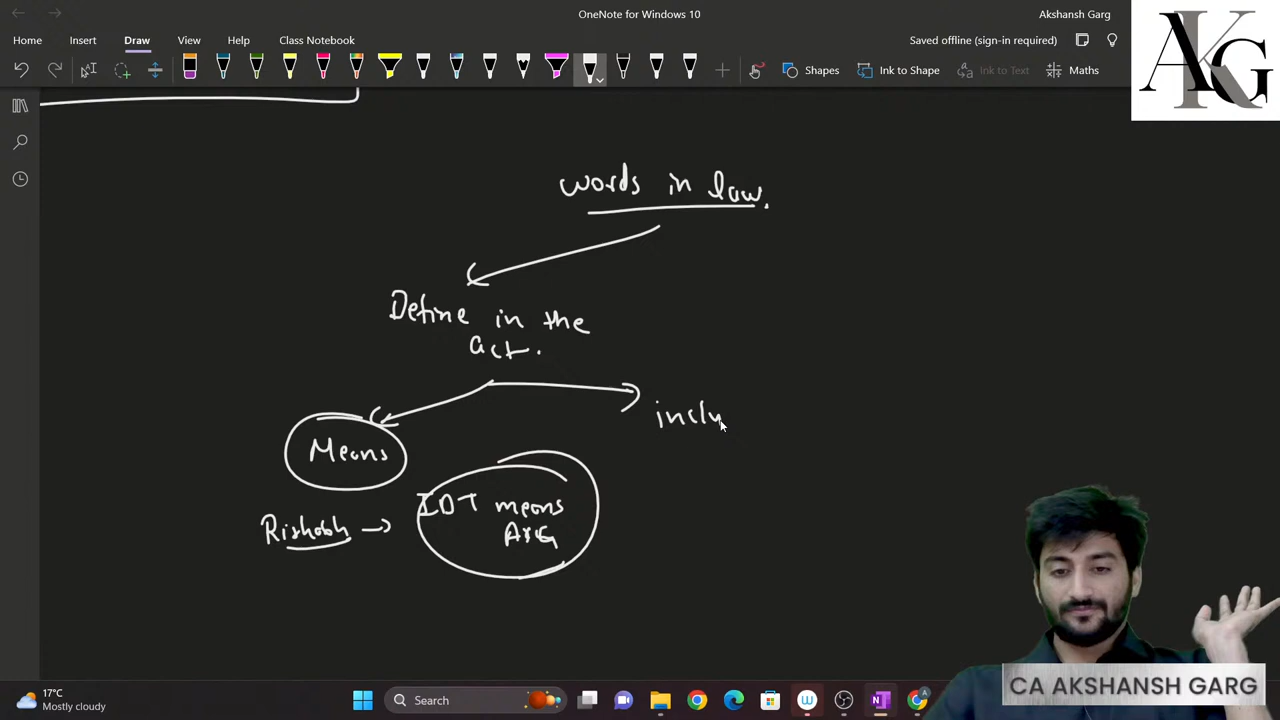 OneNote for Windows 10
Akshansh Garg
Home Insert Draw View Help Class Notebook
Saved offline (sign-in required)
Shapes Ink to Shape Ink to Text Maths
AKG
words in law.
Define in the
act.
Means
inclu
Rishabh → IDT means
AKG
CA AKSHANSH GARG
17°C
Mostly cloudy
Search